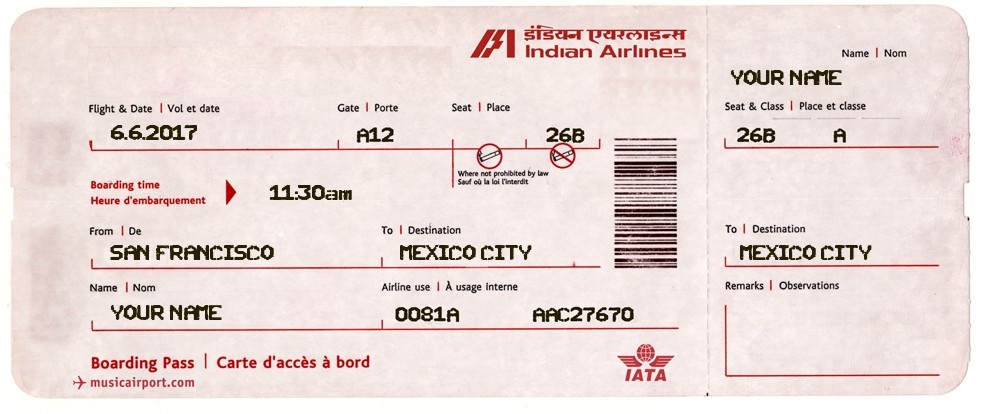 इंडियन एयरलाइन्स
Indian Airlines
Name | Nom
YOUR NAME
Flight & Date | Vol et date
Gate | Porte
Seat | Place
Seat & Class | Place et classe
6.6.2017
A12
26B
26B A
Where not prohibited by law
Sauf où la loi l'interdit
Boarding time
Heure d'embarquement
11:30am
From | De
To | Destination
To | Destination
SAN FRANCISCO
MEXICO CITY
MEXICO CITY
Name | Nom
Airline use | À usage interne
Remarks | Observations
YOUR NAME
0081A
AAC27670
Boarding Pass | Carte d'accès à bord
IATA
musicairport.com